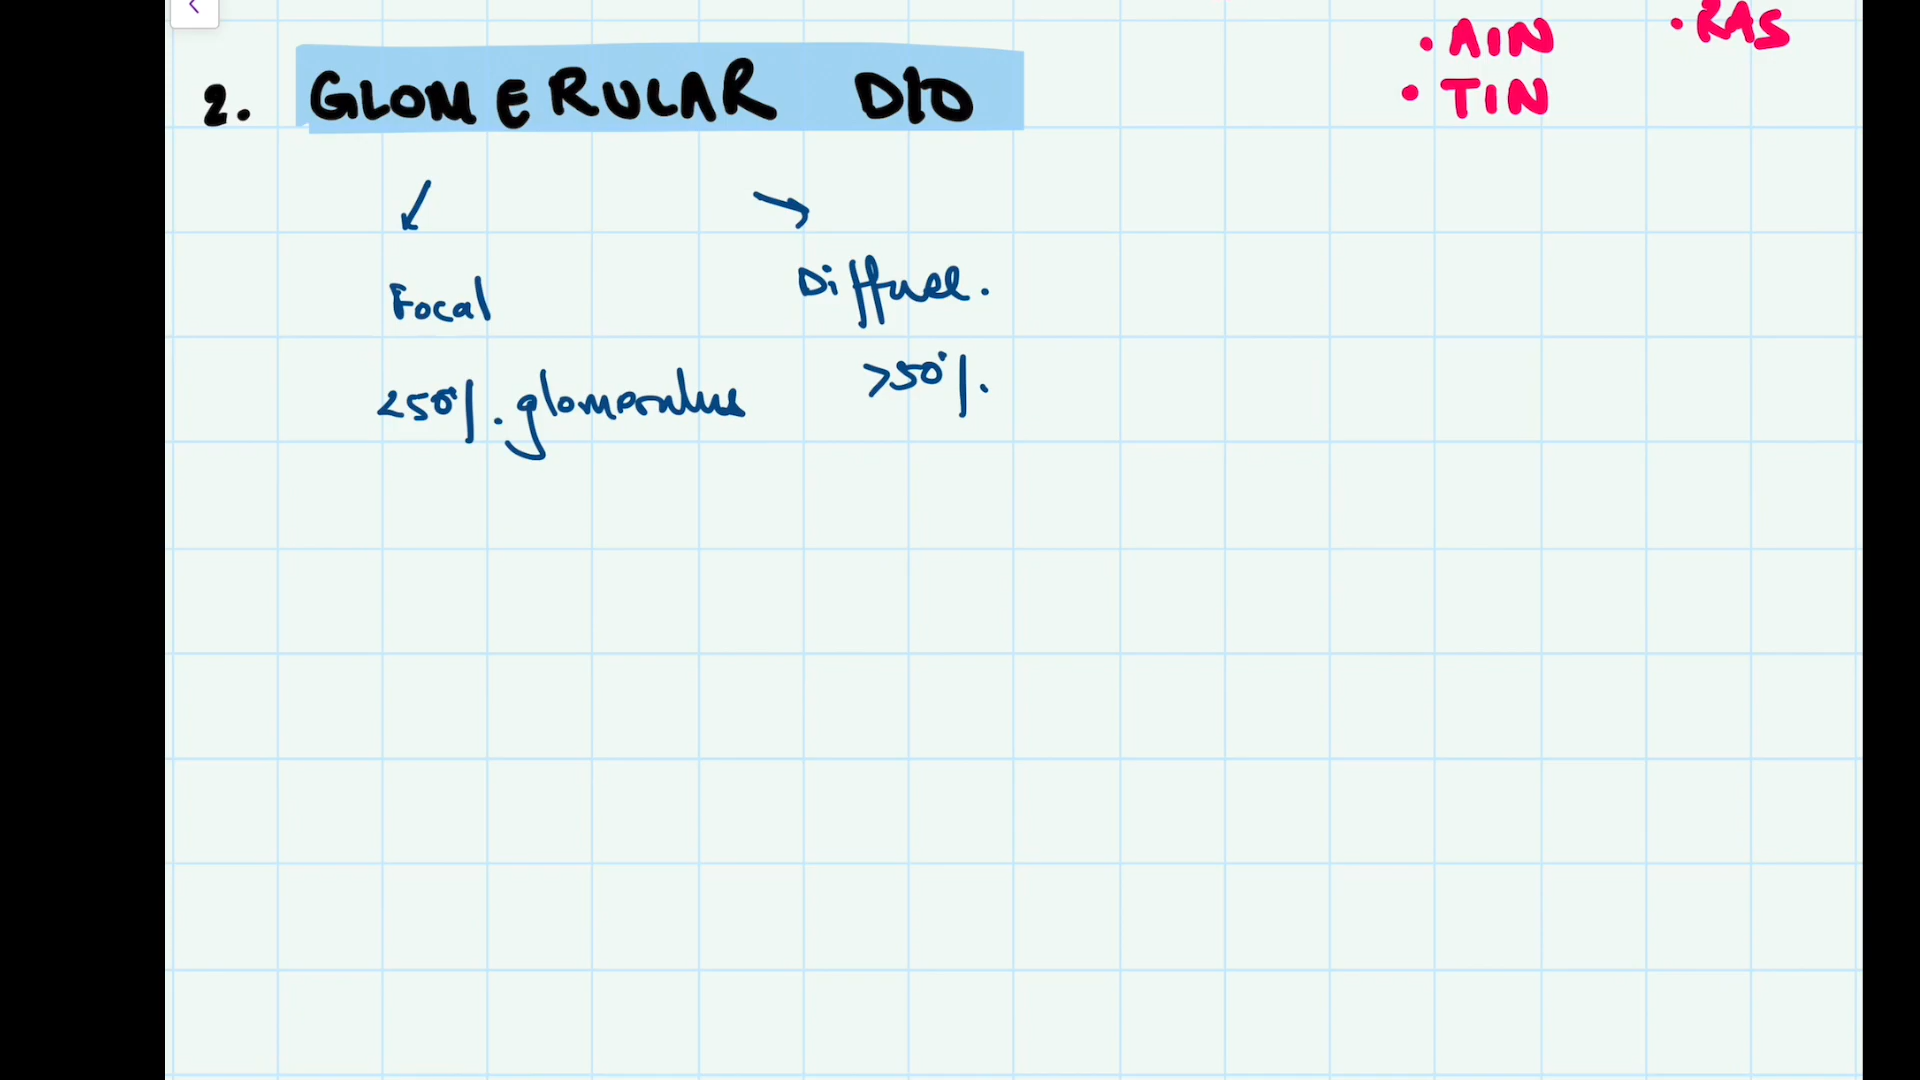 • RAS
• AIN
2. GLOMERULAR D/O
• TIN
Focal
Diffuse.
<50%. glomerulus
>50%.